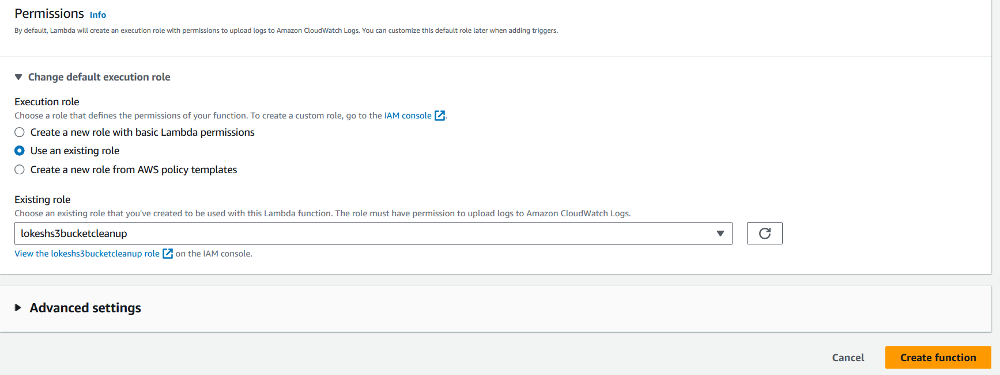 Permissions Info
By default, Lambda will create an execution role with permissions to upload logs to Amazon CloudWatch Logs. You can customize this default role later when adding triggers.
Change default execution role
Execution role
Choose a role that defines the permissions of your function. To create a custom role, go to the IAM console.
Create a new role with basic Lambda permissions
Use an existing role
Create a new role from AWS policy templates
Existing role
Choose an existing role that you've created to be used with this Lambda function. The role must have permission to upload logs to Amazon CloudWatch Logs.
lokeshs3bucketcleanup
View the lokeshs3bucketcleanup role on the IAM console.
Advanced settings
Cancel Create function